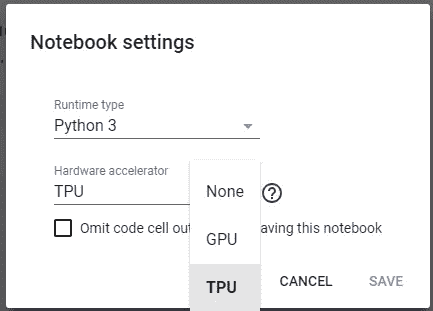 Notebook settings
Runtime type
Python 3
Hardware accelerator
TPU
None
GPU
TPU
Omit code cell out aving this notebook
CANCEL SAVE